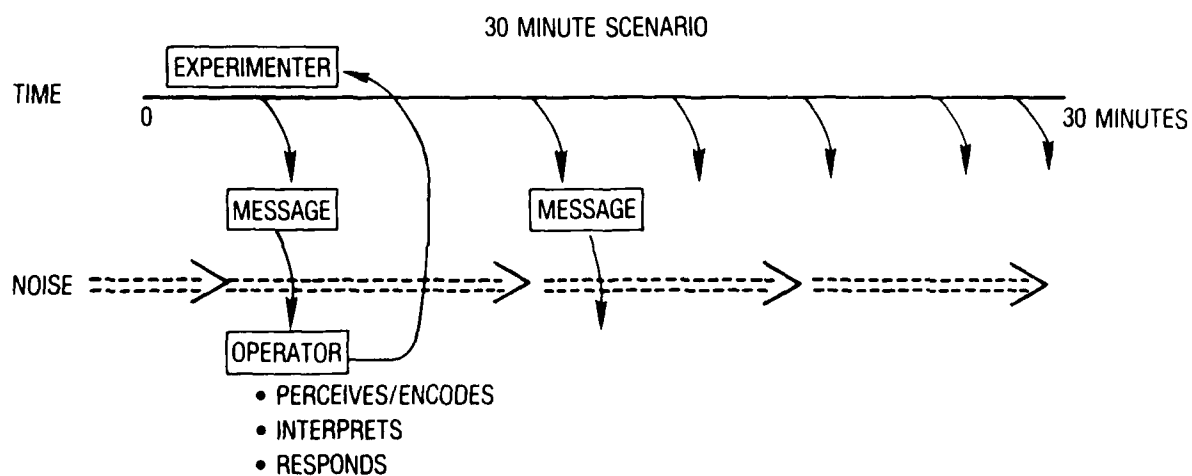 30 MINUTE SCENARIO
EXPERIMENTER
TIME
0
30 MINUTES
MESSAGE
MESSAGE
NOISE
OPERATOR
• PERCEIVES/ENCODES
• INTERPRETS
• RESPONDS